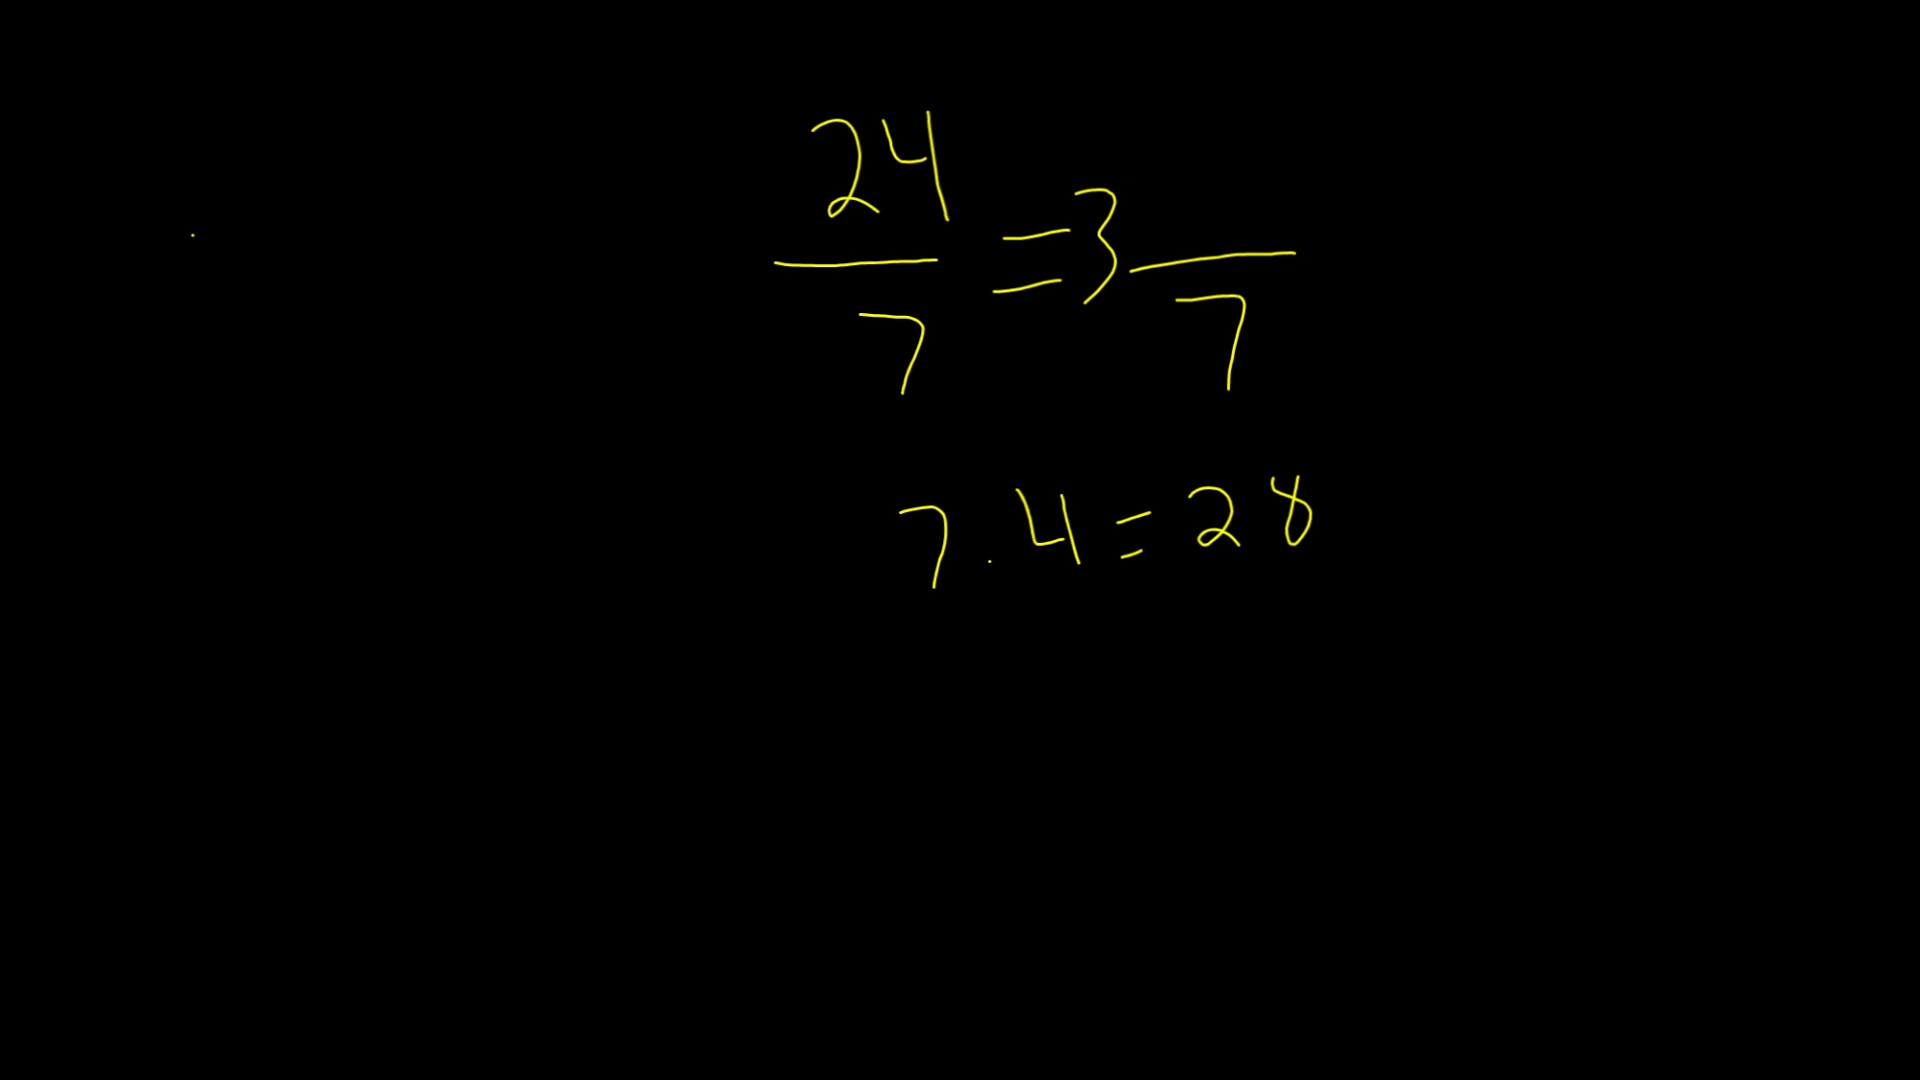 24/7 = 3 /7
7.4 = 28